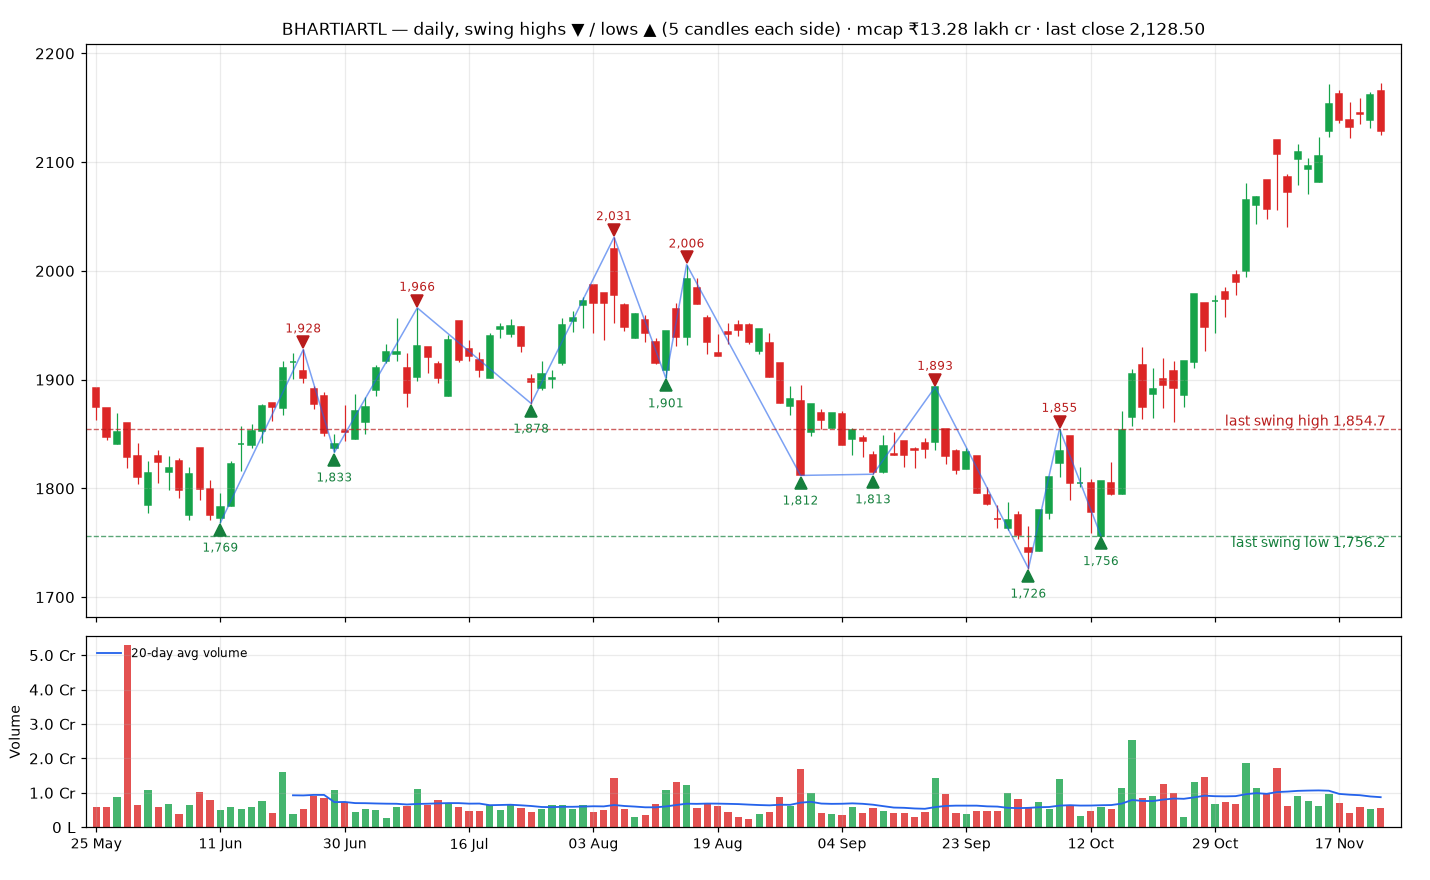 BHARTIARTL — daily, swing highs ▼ / lows ▲ (5 candles each side) · mcap ₹13.28 lakh cr · last close 2,128.50
2200
2100
2000
1900
1800
1700
2,031
2,006
1,966
1,928
1,893
1,855
last swing high 1,854.7
1,901
1,878
1,833
1,812
1,813
last swing low 1,756.2
1,769
1,756
1,726
20-day avg volume
Volume
5.0 Cr
4.0 Cr
3.0 Cr
2.0 Cr
1.0 Cr
0 L
25 May
11 Jun
30 Jun
16 Jul
03 Aug
19 Aug
04 Sep
23 Sep
12 Oct
29 Oct
17 Nov